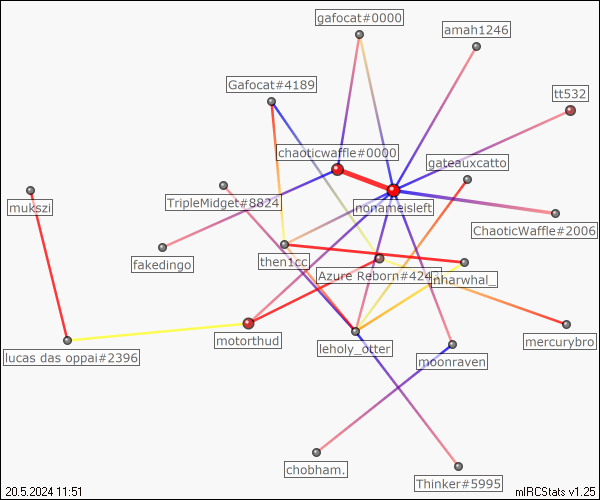 gafocat#0000
amah1246
Gafocat#4189
tt532
chaoticwaffle#0000
gateauxcatto
TripleMidget#8824
nonameisleft
mukszi
ChaoticWaffle#2006
fakedingo
then1cc
Azure Reborn#424
nharwhal_
motorthud
leholy_otter
mercurybro
lucas das oppai#2396
moonraven
chobham.
Thinker#5995
20.5.2024 11:51
mIRCStats v1.25